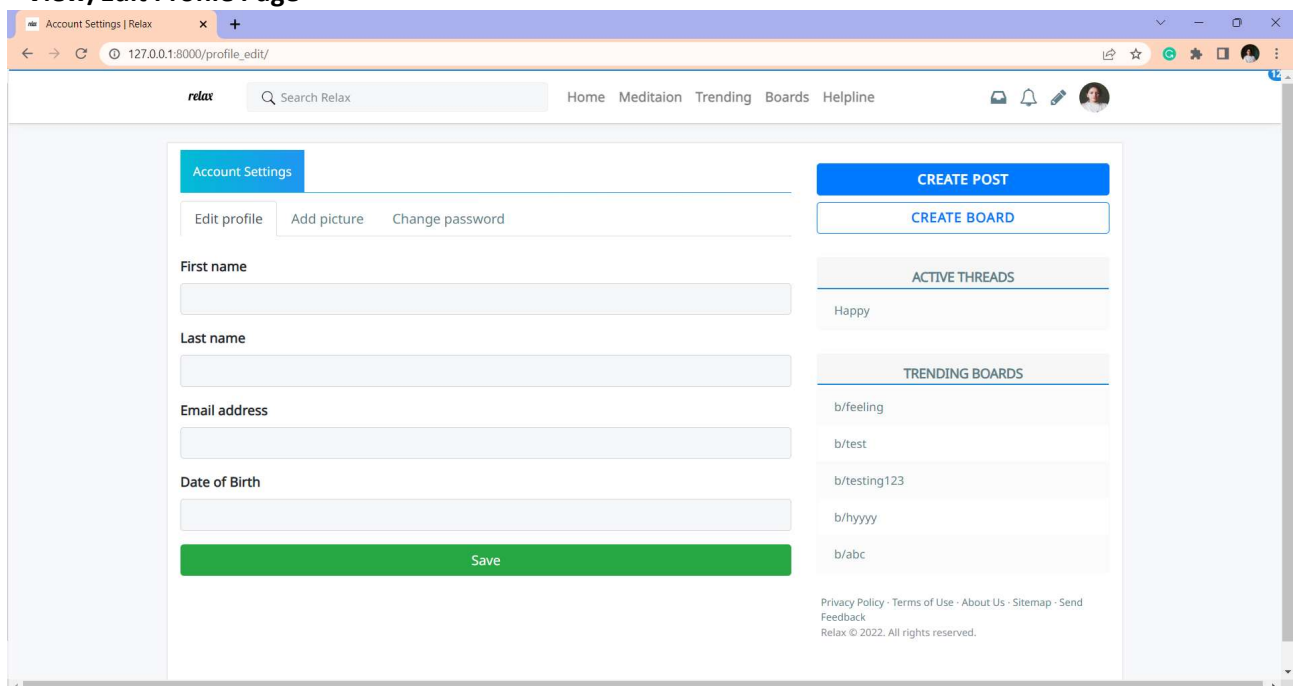 View/Edit Profile Page
Account Settings | Relax
127.0.0.1:8000/profile_edit/
relax
Search Relax
Home Meditaion Trending Boards Helpline
12
Account Settings
Edit profile Add picture Change password
First name
Last name
Email address
Date of Birth
Save
CREATE POST
CREATE BOARD
ACTIVE THREADS
Happy
TRENDING BOARDS
b/feeling
b/test
b/testing123
b/hyyyy
b/abc
Privacy Policy · Terms of Use · About Us · Sitemap · Send
Feedback
Relax © 2022. All rights reserved.